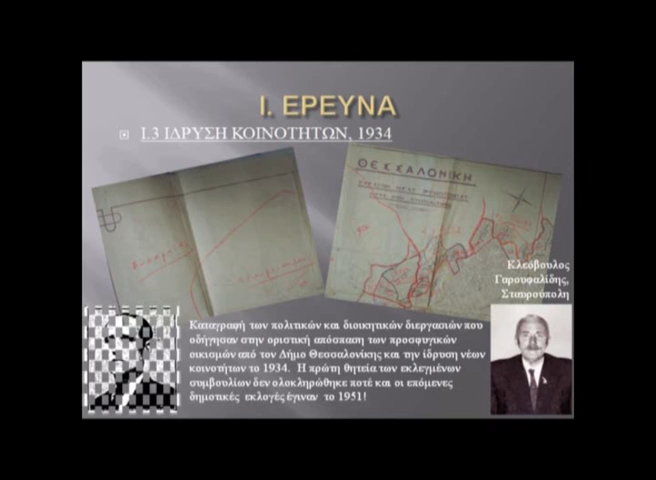 Ι. ΕΡΕΥΝΑ
Ι.3 ΙΔΡΥΣΗ ΚΟΙΝΟΤΗΤΩΝ, 1934
ΘΕΣΣΑΛΟΝΙΚΗ
Κλεόβουλος
Γαρουφαλίδης,
Σταυρούπολη
Καταγραφή των πολιτικών και διοικητικών διεργασιών που
οδήγησαν στην οριστική απόσπαση των προσφυγικών
οικισμών από τον Δήμο Θεσσαλονίκης και την ίδρυση νέων
κοινοτήτων το 1934. Η πρώτη θητεία των εκλεγμένων
συμβουλίων δεν ολοκληρώθηκε ποτέ και οι επόμενες
δημοτικές εκλογές έγιναν το 1951!